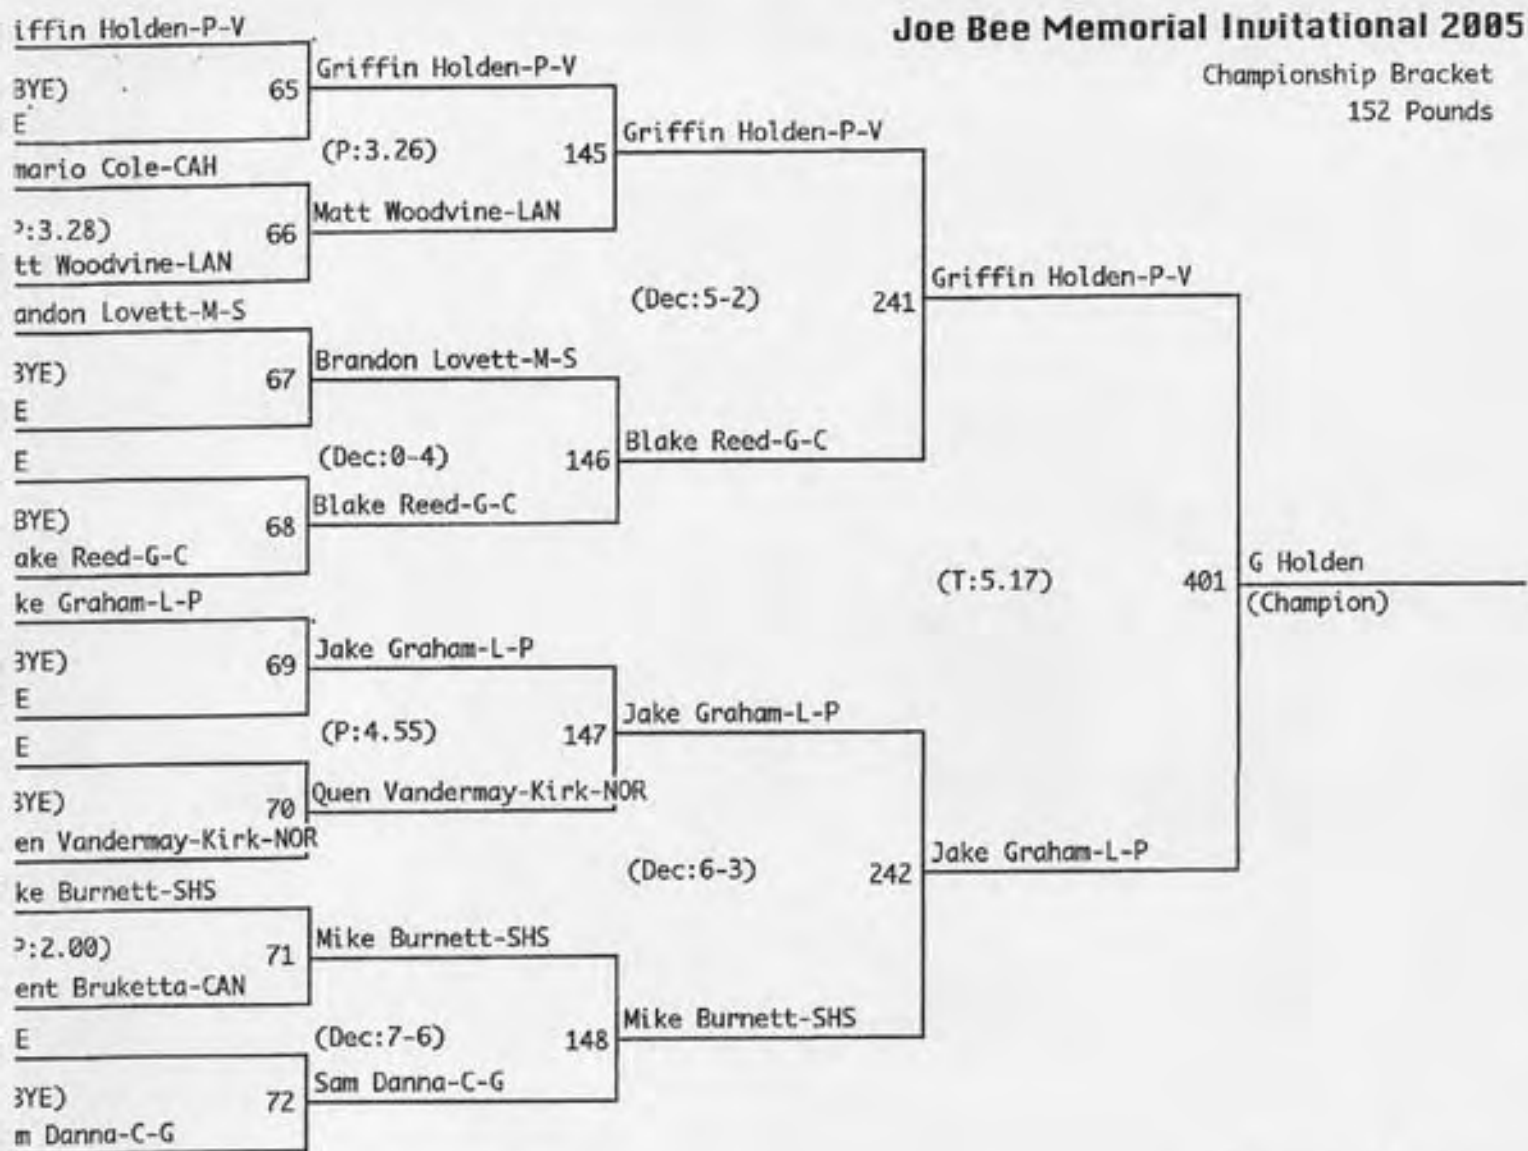 Joe Bee Memorial Invitational 2005
Championship Bracket
152 Pounds
iffin Holden-P-V
BYE)
E
65
mario Cole-CAH
P:3.28)
66
tt Woodvine-LAN
andon Lovett-M-S
BYE)
67
E
E
BYE)
68
ake Reed-G-C
ke Graham-L-P
BYE)
69
E
E
BYE)
70
en Vandermay-Kirk-NOR
ke Burnett-SHS
P:2.00)
71
ent Bruketta-CAN
E
BYE)
72
m Danna-C-G
Griffin Holden-P-V
(P:3.26)
145
Matt Woodvine-LAN
Brandon Lovett-M-S
(Dec:0-4)
146
Blake Reed-G-C
Jake Graham-L-P
(P:4.55)
147
Quen Vandermay-Kirk-NOR
Mike Burnett-SHS
(Dec:7-6)
148
Sam Danna-C-G
Griffin Holden-P-V
(Dec:5-2)
241
Blake Reed-G-C
Jake Graham-L-P
(Dec:6-3)
242
Mike Burnett-SHS
Griffin Holden-P-V
(T:5.17)
401
Jake Graham-L-P
G Holden
(Champion)